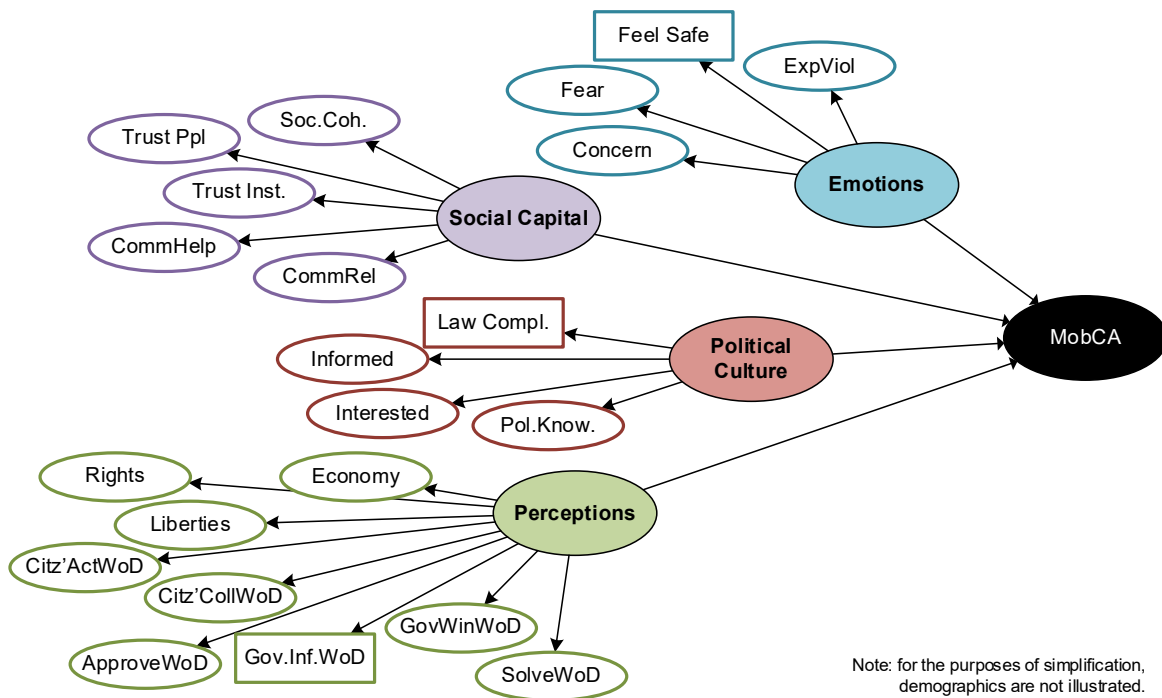 Feel Safe
ExpViol
Fear
Concern
Emotions
Soc.Coh.
Trust Ppl
Trust Inst.
CommHelp
CommRel
Social Capital
MobCA
Law Compl.
Informed
Interested
Pol.Know.
Political
Culture
Rights
Economy
Liberties
Citz’ActWoD
Citz’CollWoD
ApproveWoD
Gov.Inf.WoD
GovWinWoD
SolveWoD
Perceptions
Note: for the purposes of simplification,
demographics are not illustrated.